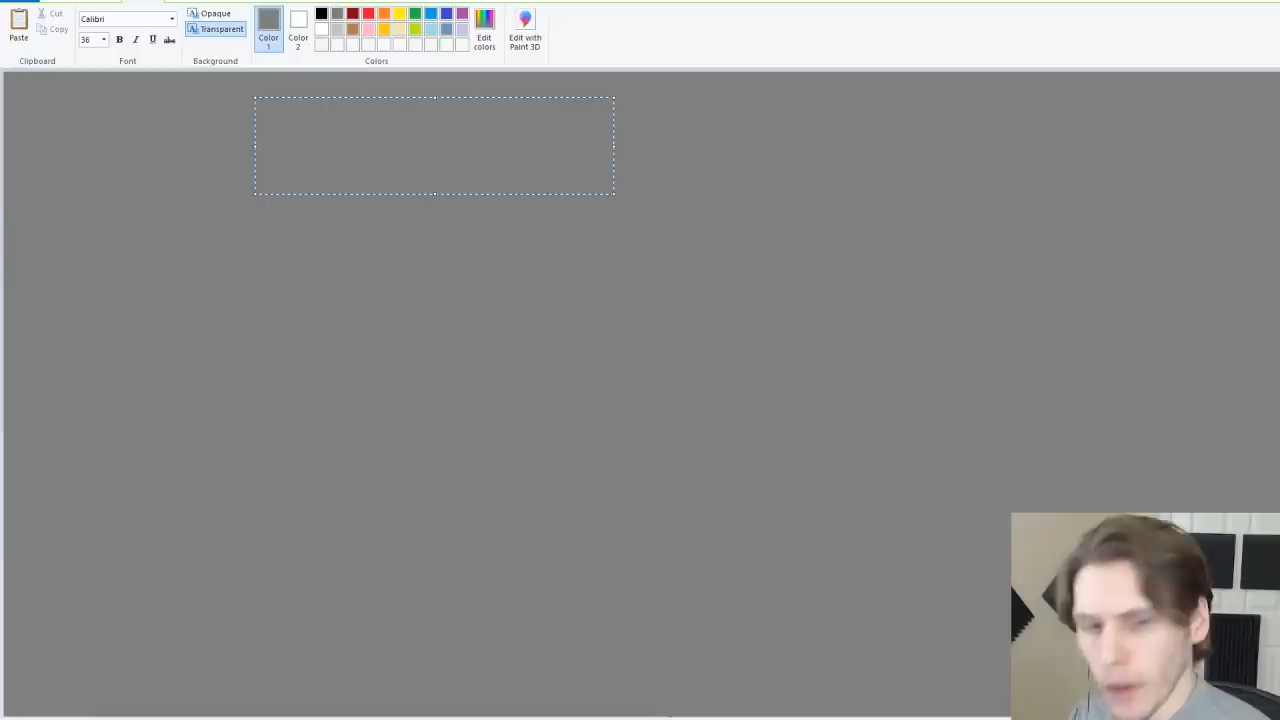 Paste
Cut
Copy
Clipboard
Calibri
36
B I U abc
Font
Opaque
Transparent
Background
Color 1
Color 2
Edit colors
Edit with Paint 3D
Colors